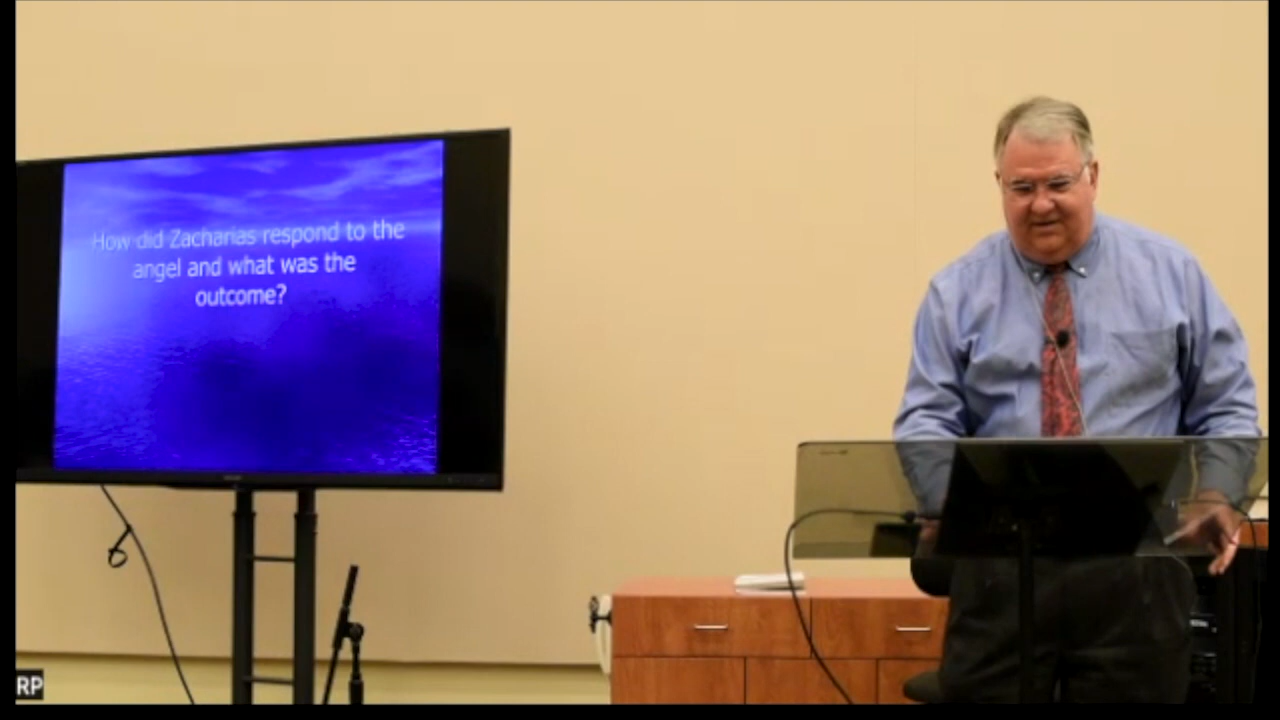 How did Zacharias respond to the
angel and what was the
outcome?
RP